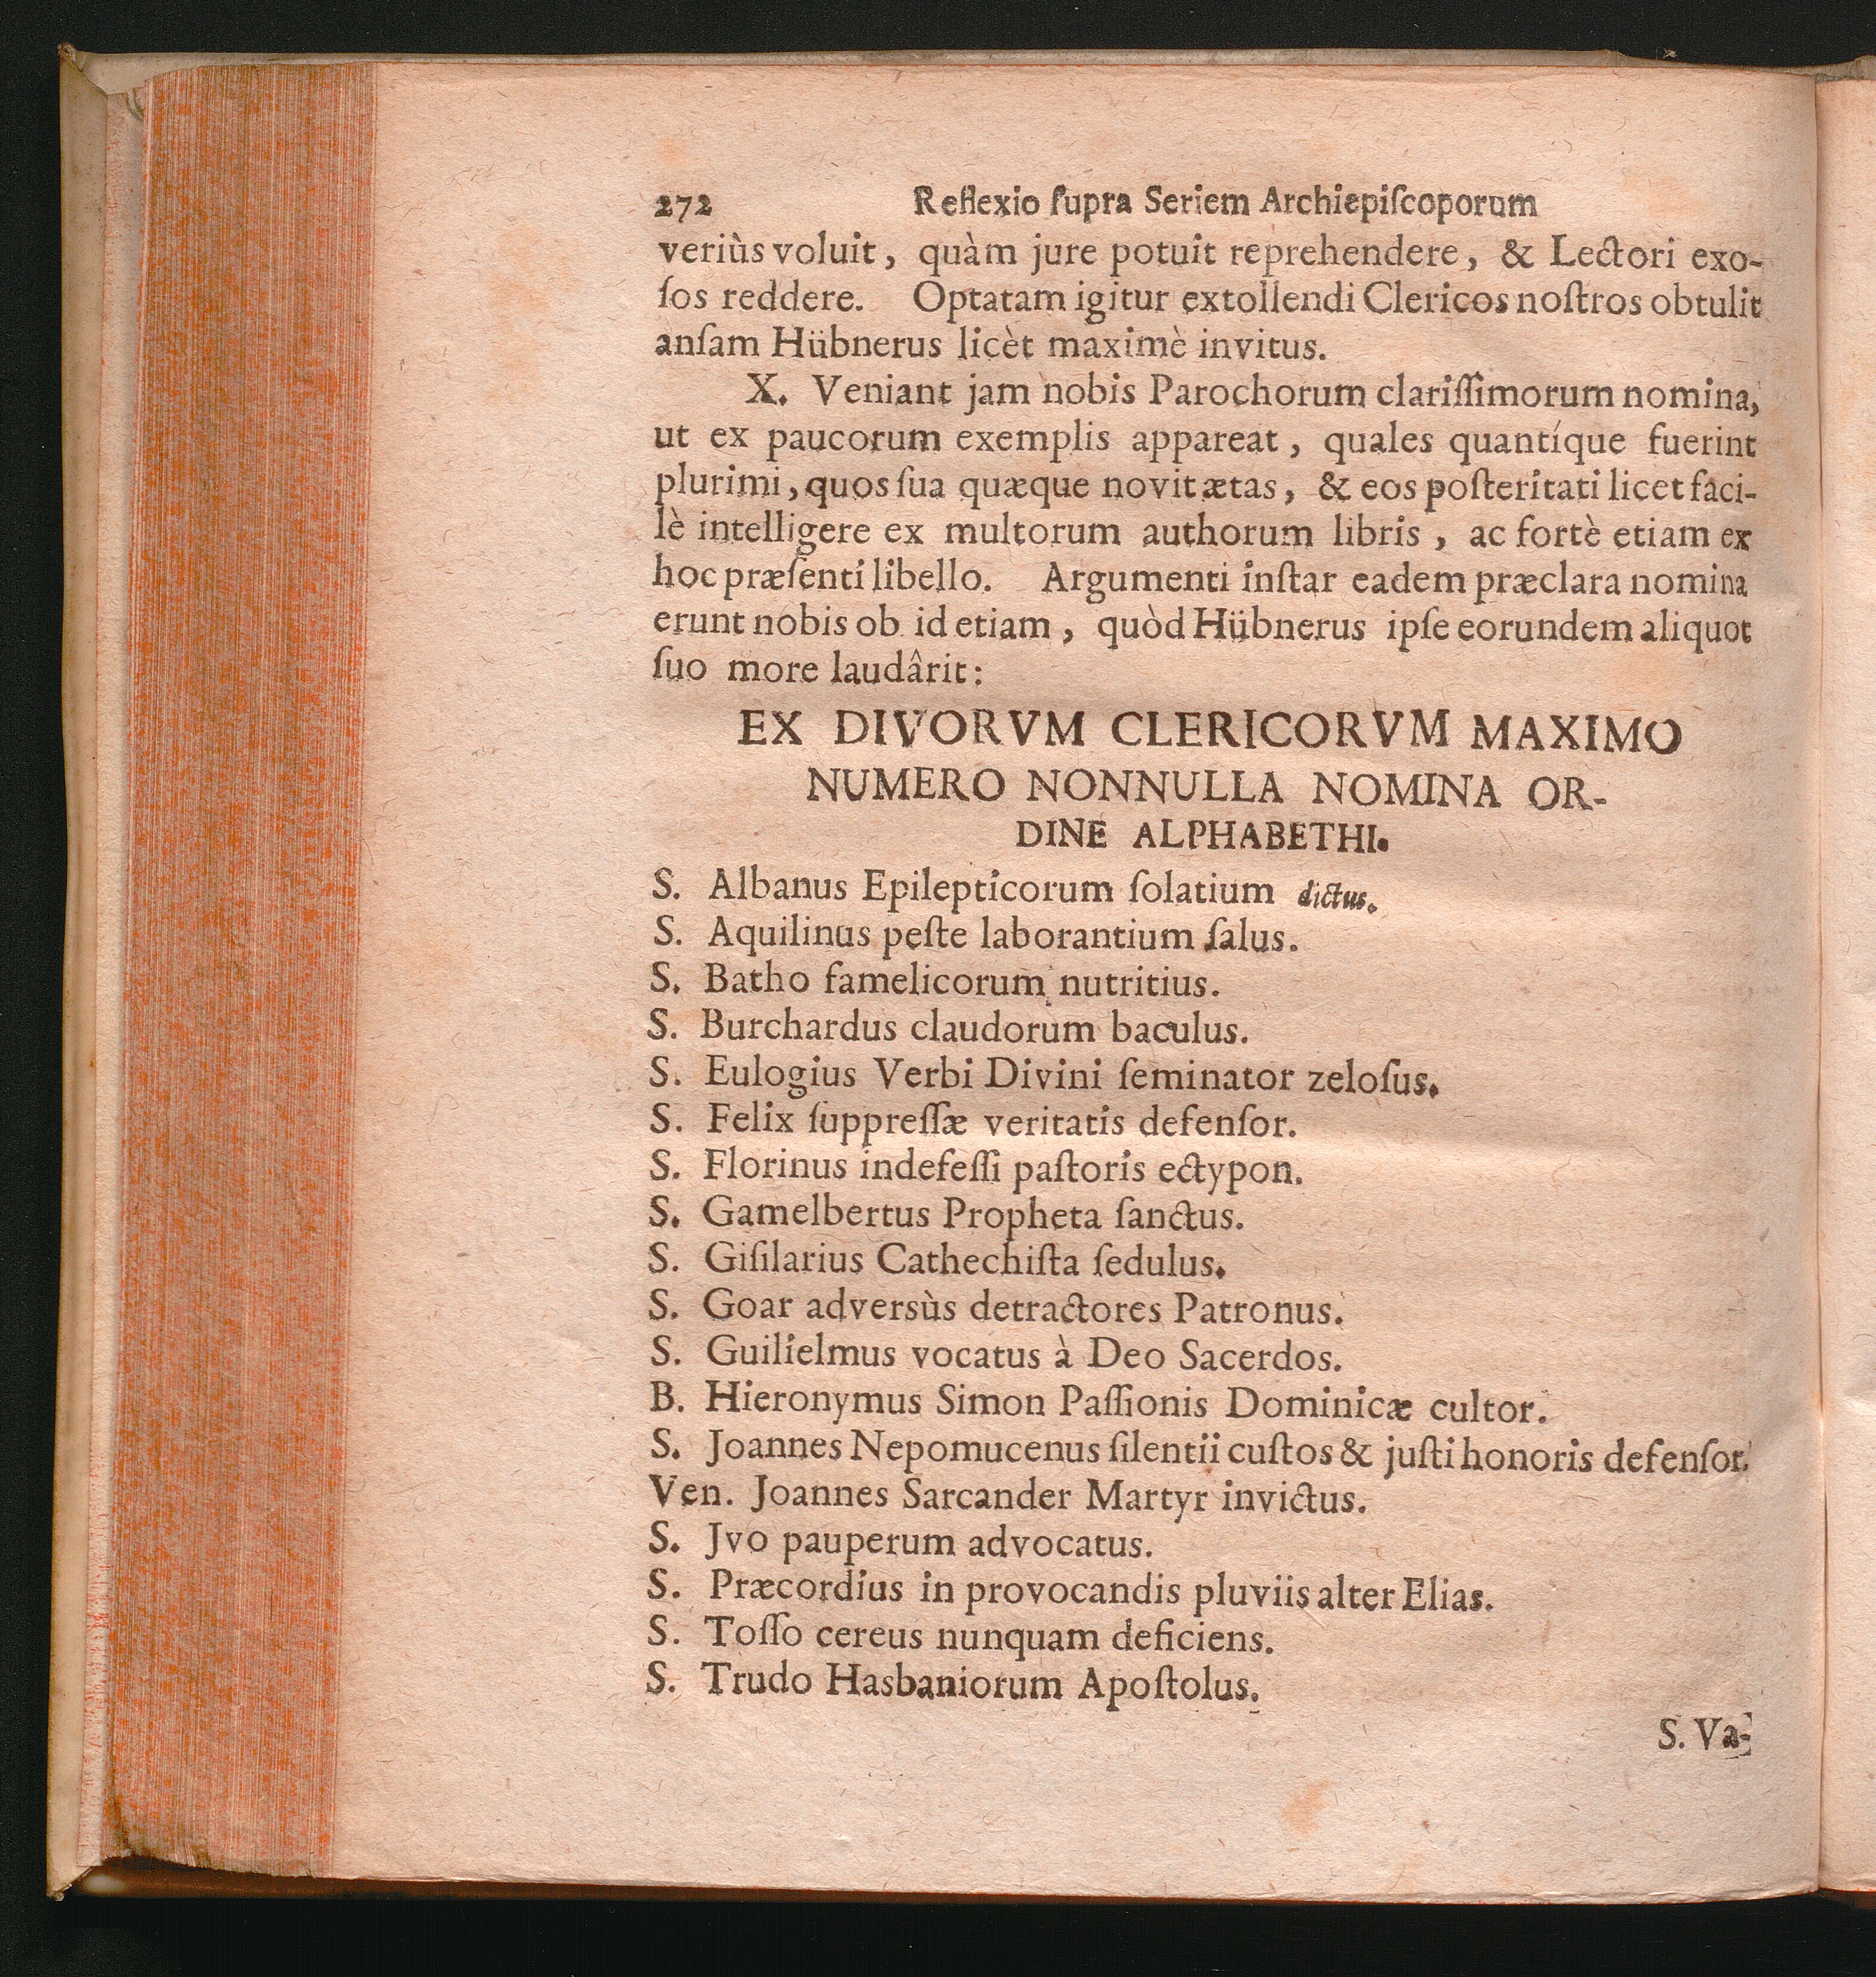 272 Reflexio ſupra Seriem Archiepiſcoporum
veriùs voluit, quàm jure potuit reprehendere, & Lectori exo-
ſos reddere. Optatam igitur extollendi Clericos noſtros obtulit
anſam Hübnerus licèt maximè invitus.
X. Veniant jam nobis Parochorum clariſſimorum nomina,
ut ex paucorum exemplis appareat, quales quantíque fuerint
plurimi, quos ſua quæque novit ætas, & eos poſteritati licet faci-
lè intelligere ex multorum authorum libris, ac fortè etiam ex
hoc præſenti libello. Argumenti inſtar eadem præclara nomina
erunt nobis ob id etiam, quòd Hübnerus ipſe eorundem aliquot
ſuo more laudârit:
EX DIVORVM CLERICORVM MAXIMO
NUMERO NONNULLA NOMINA OR-
DINE ALPHABETHI.
S. Albanus Epilepticorum ſolatium dictus.
S. Aquilinus peſte laborantium ſalus.
S. Batho famelicorum nutritius.
S. Burchardus claudorum baculus.
S. Eulogius Verbi Divini ſeminator zeloſus.
S. Felix ſuppreſſæ veritatis defenſor.
S. Florinus indefeſſi paſtoris ectypon.
S. Gamelbertus Propheta ſanctus.
S. Giſilarius Cathechiſta ſedulus.
S. Goar adversùs detractores Patronus.
S. Guilielmus vocatus à Deo Sacerdos.
B. Hieronymus Simon Paſſionis Dominicæ cultor.
S. Joannes Nepomucenus ſilentii cuſtos & juſti honoris defenſor.
Ven. Joannes Sarcander Martyr invictus.
S. Jvo pauperum advocatus.
S. Præcordius in provocandis pluviis alter Elias.
S. Toſſo cereus nunquam deficiens.
S. Trudo Hasbaniorum Apoſtolus.
S. Va-